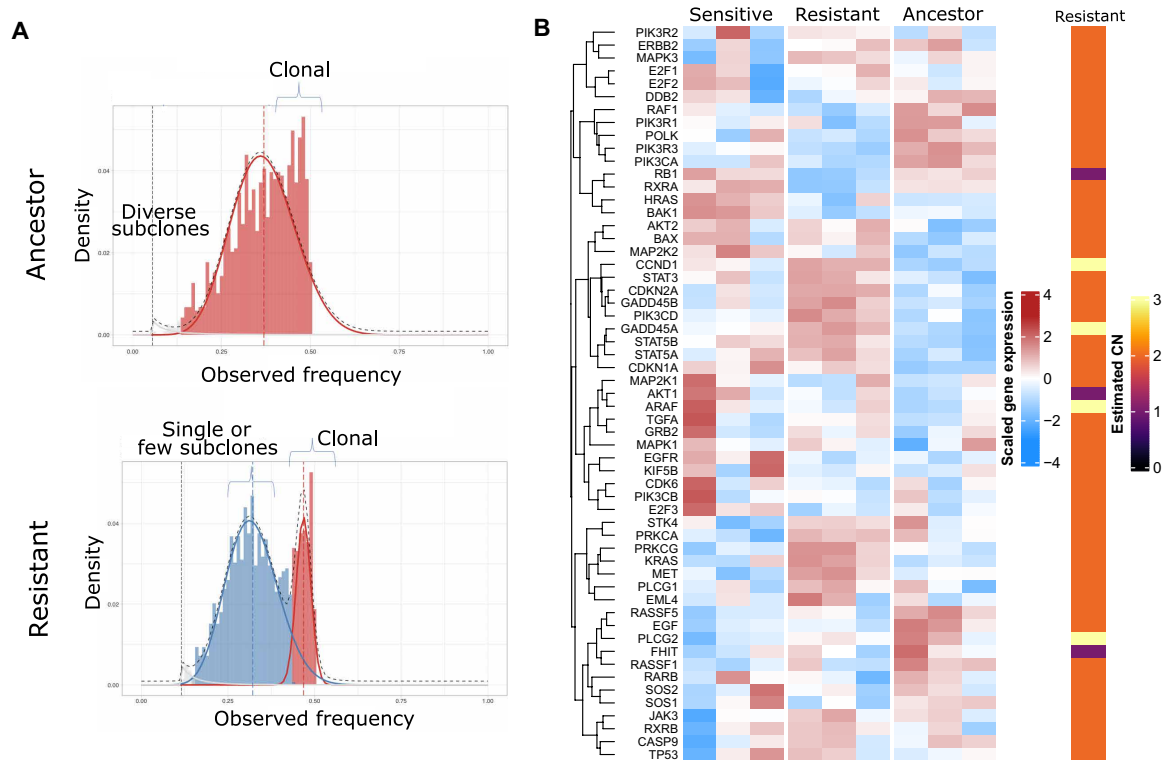 A
Ancestor
Clonal
Diverse
subclones
Density
0.04
0.02
0.00
0.00
0.25
0.50
0.75
1.00
Observed frequency
Resistant
Single or
few subclones
Clonal
Density
0.04
0.02
0.00
0.00
0.25
0.50
0.75
1.00
Observed frequency
B
Sensitive Resistant Ancestor
Resistant
PIK3R2
ERBB2
MAPK3
E2F1
E2F2
DDB2
RAF1
PIK3R1
POLK
PIK3R3
PIK3CA
RB1
RXRA
HRAS
BAK1
AKT2
BAX
MAP2K2
CCND1
STAT3
CDKN2A
GADD45B
PIK3CD
GADD45A
STAT5B
STAT5A
CDKN1A
MAP2K1
AKT1
ARAF
TGFA
GRB2
MAPK1
EGFR
KIF5B
CDK6
PIK3CB
E2F3
STK4
PRKCA
PRKCG
KRAS
MET
PLCG1
EML4
RASSF5
EGF
PLCG2
FHIT
RASSF1
RARB
SOS2
SOS1
JAK3
RXRB
CASP9
TP53
Scaled gene expression
4
2
0
−2
−4
Estimated CN
3
2
1
0